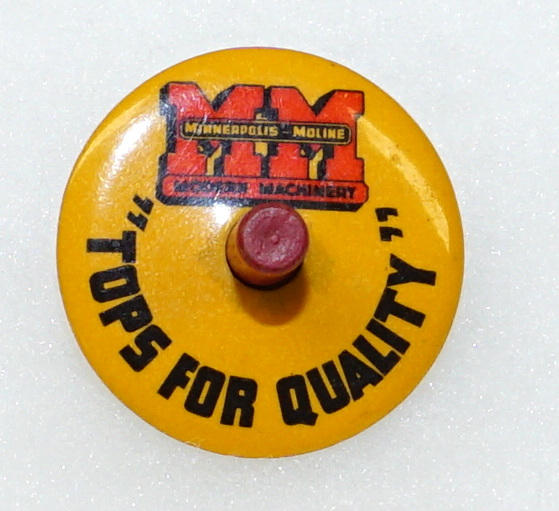 MM
MINNEAPOLIS-MOLINE
MODERN MACHINERY
"TOPS FOR QUALITY"